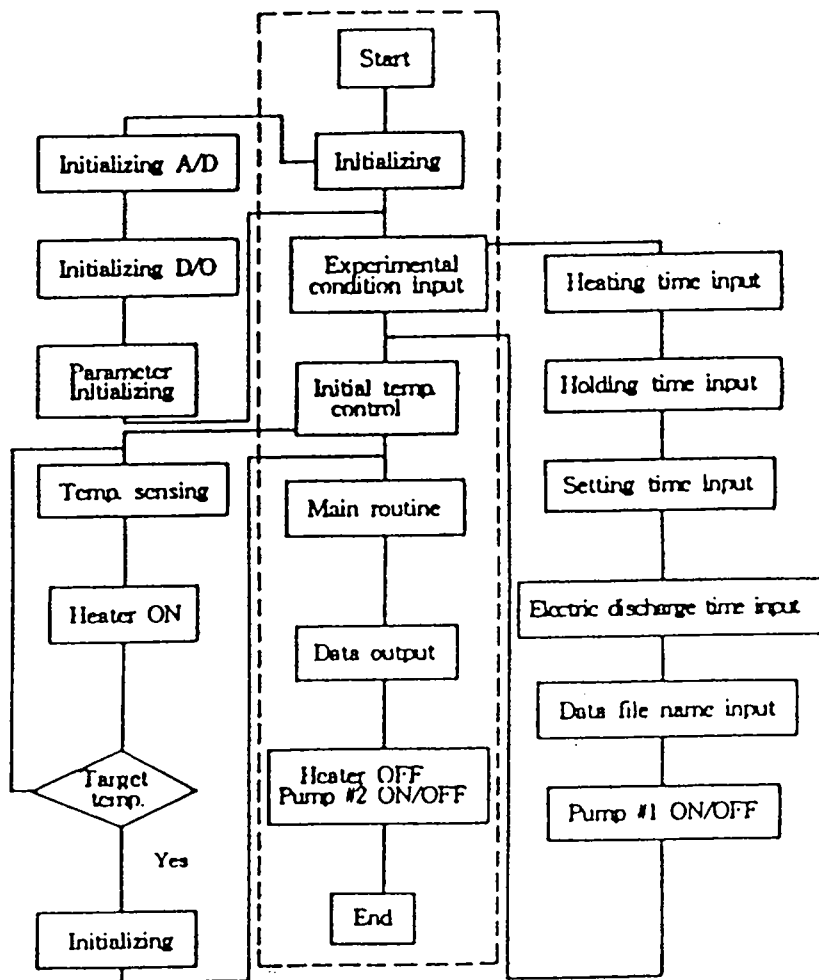 Start
Initializing
Experimental
condition input
Initial temp.
control
Main routine
Data output
Heater OFF
Pump #2 ON/OFF
End
Initializing A/D
Initializing D/O
Parameter
Initializing
Temp. sensing
Heater ON
Target
temp.
Yes
Initializing
Heating time input
Holding time input
Setting time input
Electric discharge time input
Data file name input
Pump #1 ON/OFF